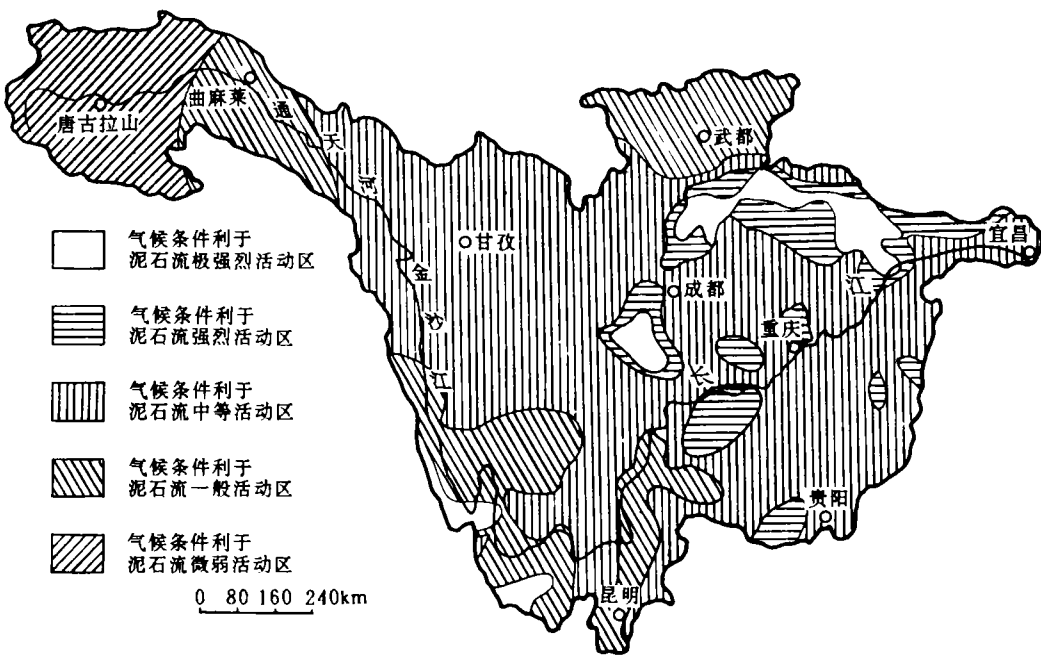 唐古拉山
曲麻莱
通
天
河
武都
宜昌
甘孜
金
沙
江
成都
重庆
江
长
贵阳
昆明
气候条件利于
泥石流极强烈活动区
气候条件利于
泥石流强烈活动区
气候条件利于
泥石流中等活动区
气候条件利于
泥石流一般活动区
气候条件利于
泥石流微弱活动区
0 80 160 240km